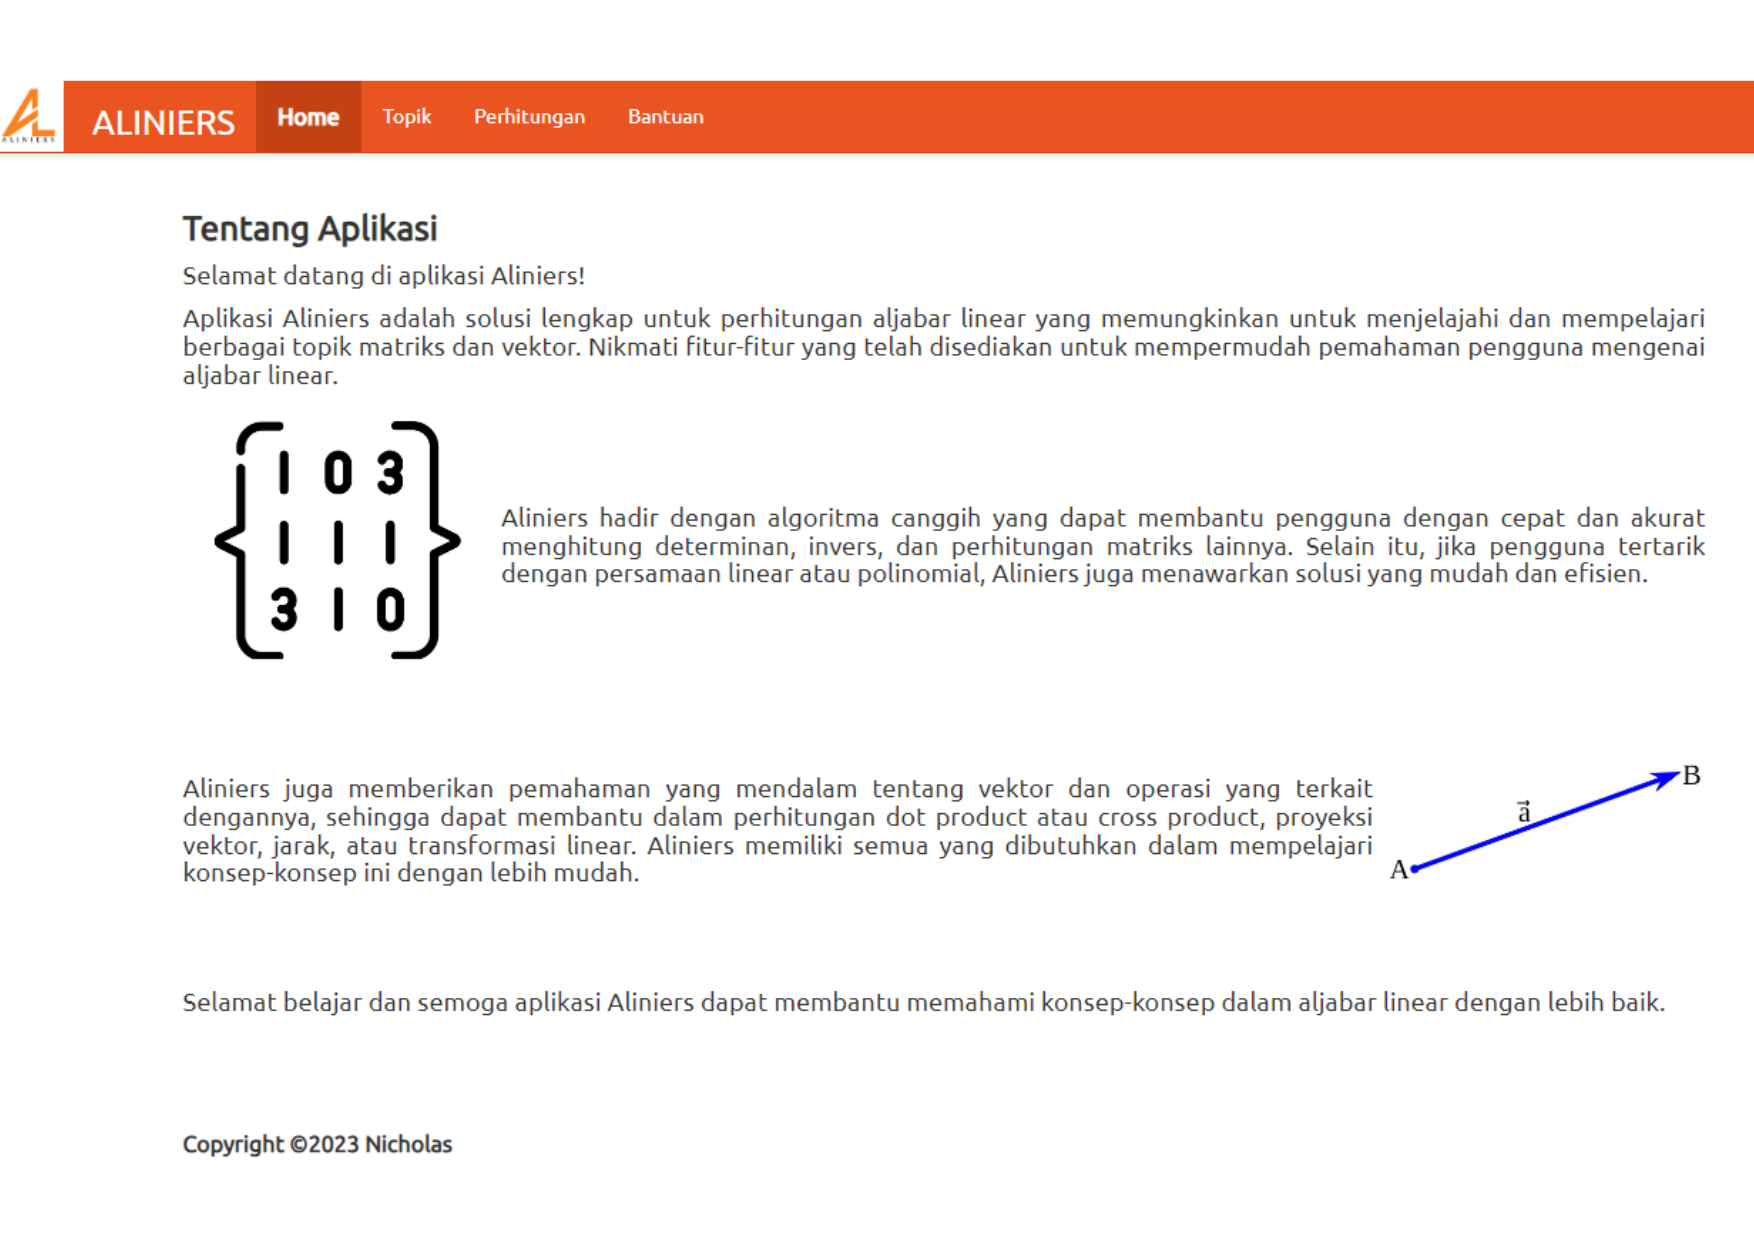 ALINIERS
ALINIERS Home Topik Perhitungan Bantuan
Tentang Aplikasi
Selamat datang di aplikasi Aliniers!
Aplikasi Aliniers adalah solusi lengkap untuk perhitungan aljabar linear yang memungkinkan untuk menjelajahi dan mempelajari
berbagai topik matriks dan vektor. Nikmati fitur-fitur yang telah disediakan untuk mempermudah pemahaman pengguna mengenai
aljabar linear.
1 0 3
1 1 1
3 1 0
Aliniers hadir dengan algoritma canggih yang dapat membantu pengguna dengan cepat dan akurat
menghitung determinan, invers, dan perhitungan matriks lainnya. Selain itu, jika pengguna tertarik
dengan persamaan linear atau polinomial, Aliniers juga menawarkan solusi yang mudah dan efisien.
Aliniers juga memberikan pemahaman yang mendalam tentang vektor dan operasi yang terkait
dengannya, sehingga dapat membantu dalam perhitungan dot product atau cross product, proyeksi
vektor, jarak, atau transformasi linear. Aliniers memiliki semua yang dibutuhkan dalam mempelajari
konsep-konsep ini dengan lebih mudah.
B
a⃗
A
Selamat belajar dan semoga aplikasi Aliniers dapat membantu memahami konsep-konsep dalam aljabar linear dengan lebih baik.
Copyright ©2023 Nicholas